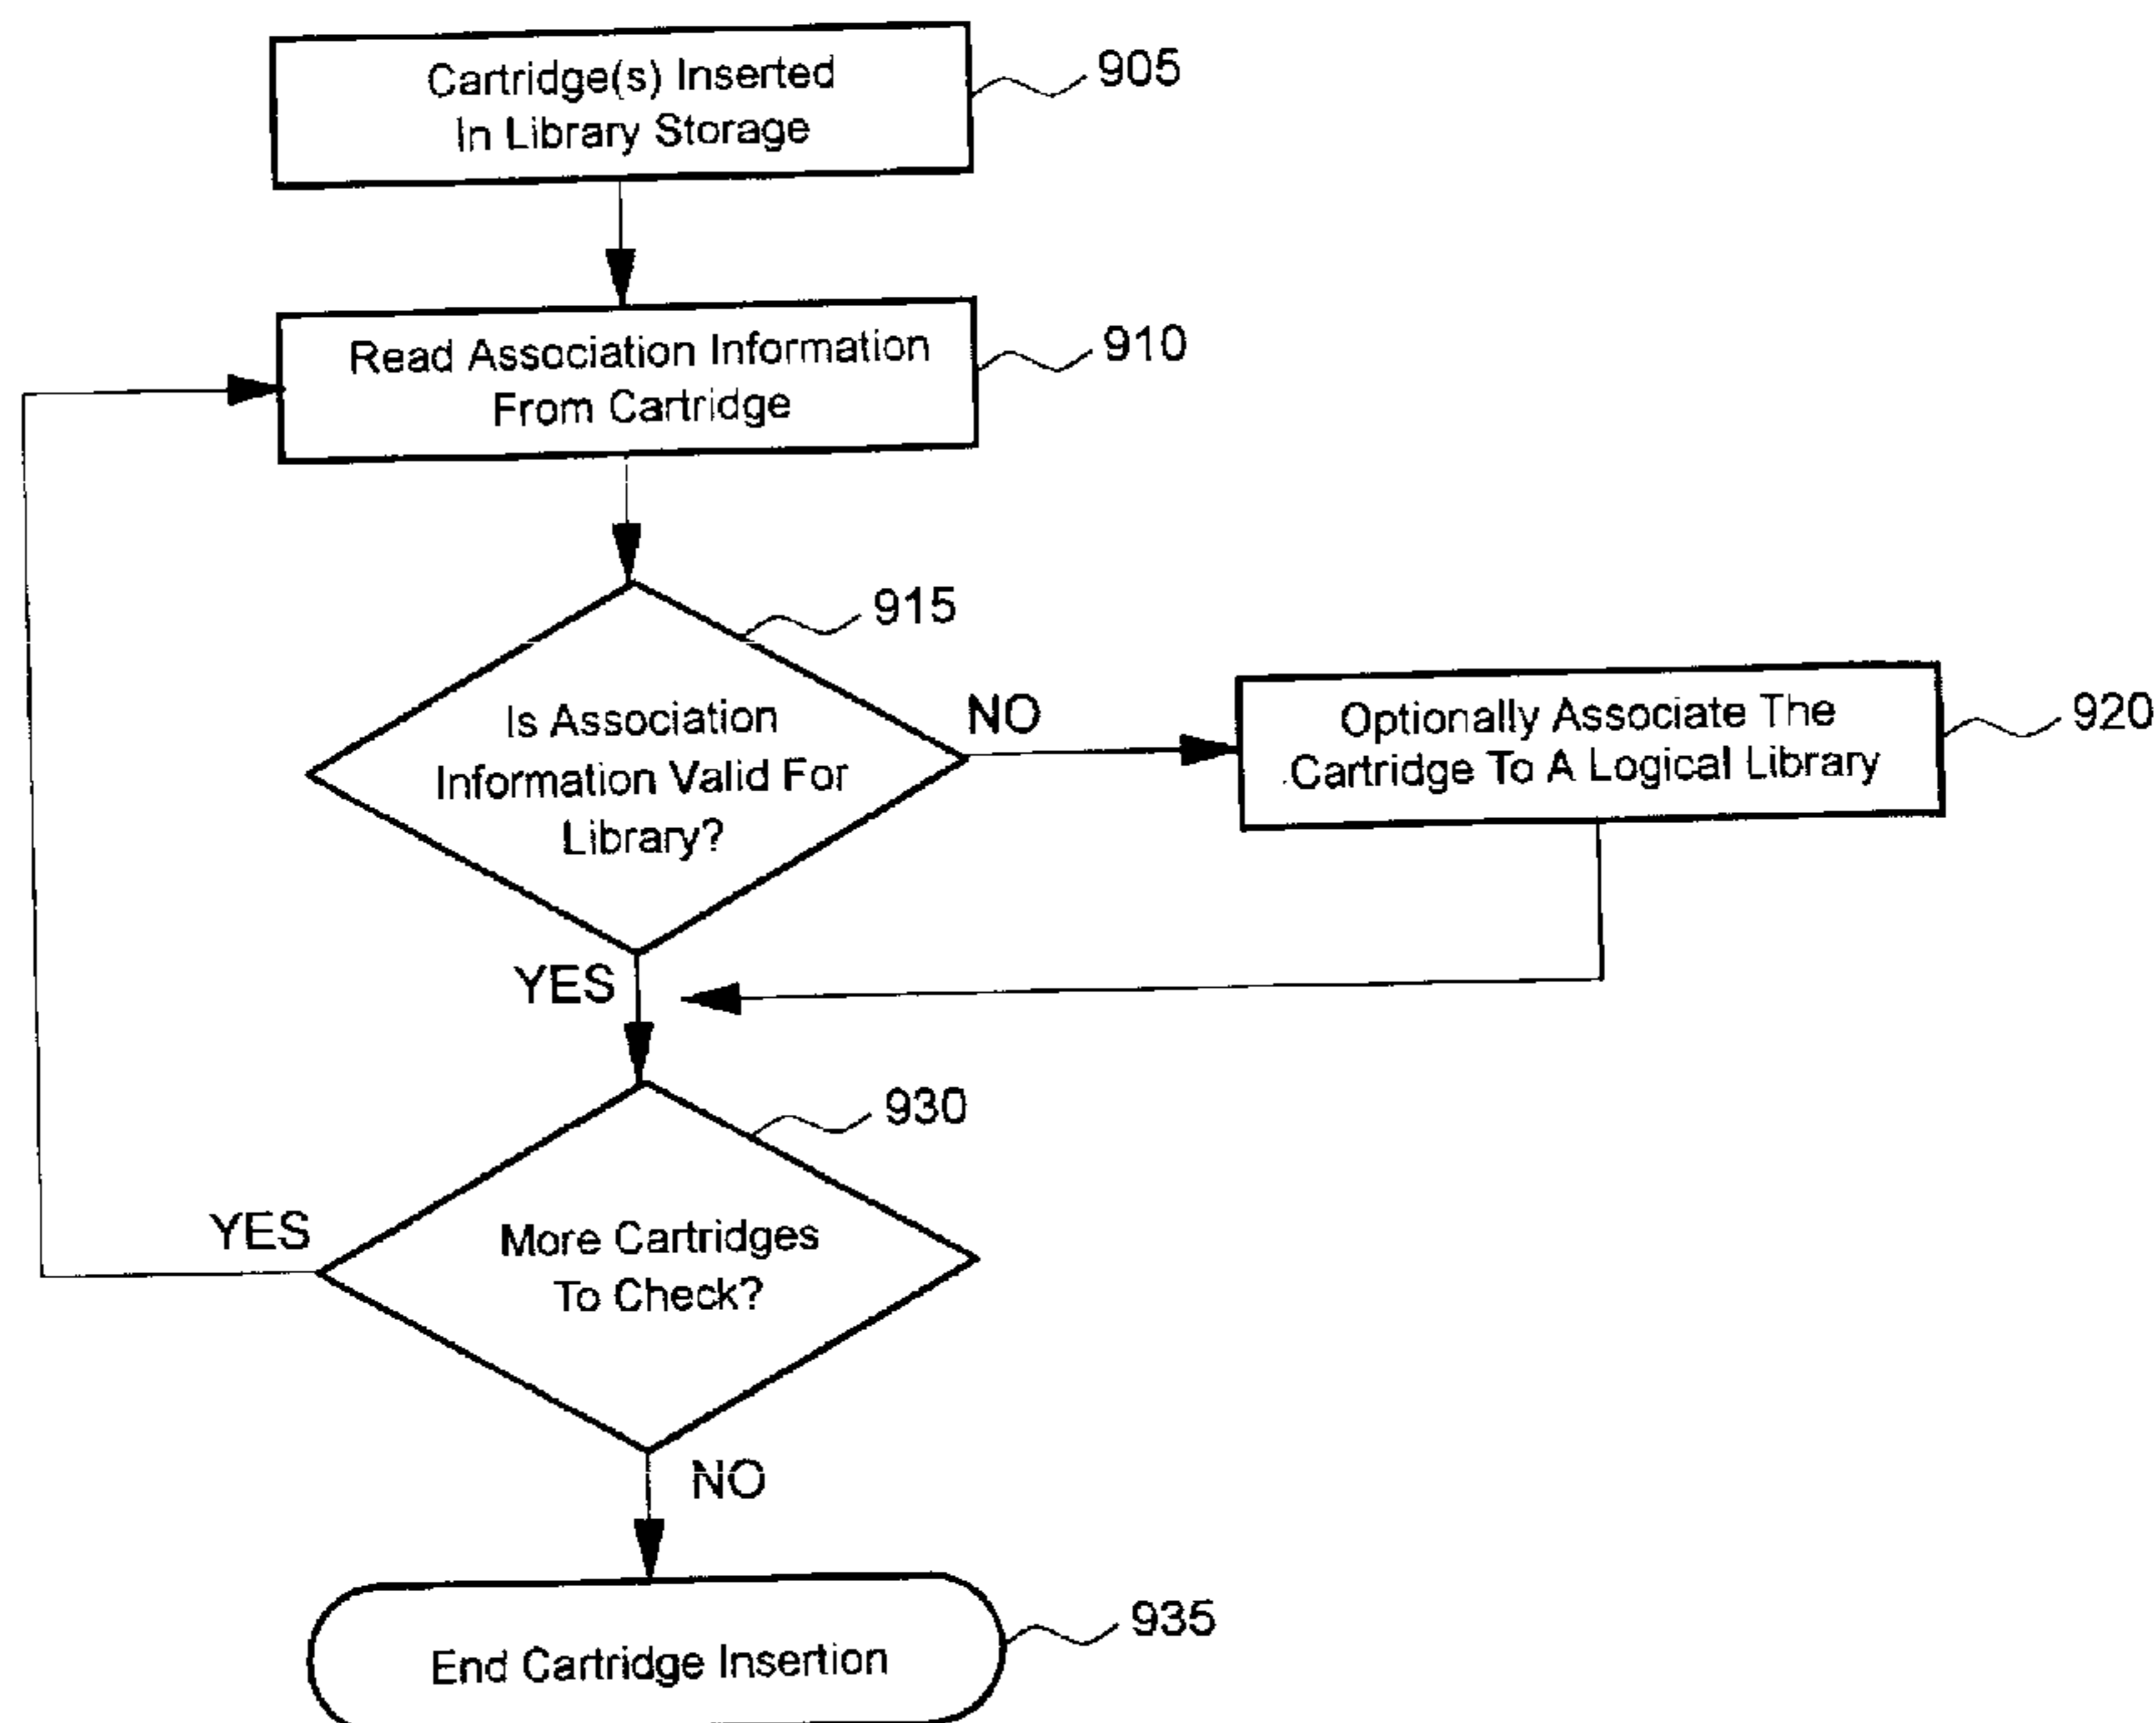 Cartridge(s) Inserted
In Library Storage
905
Read Association Information
From Cartridge
910
915
Is Association
Information Valid For
Library?
NO
Optionally Associate The
Cartridge To A Logical Library
920
YES
930
More Cartridges
To Check?
YES
NO
End Cartridge Insertion
935